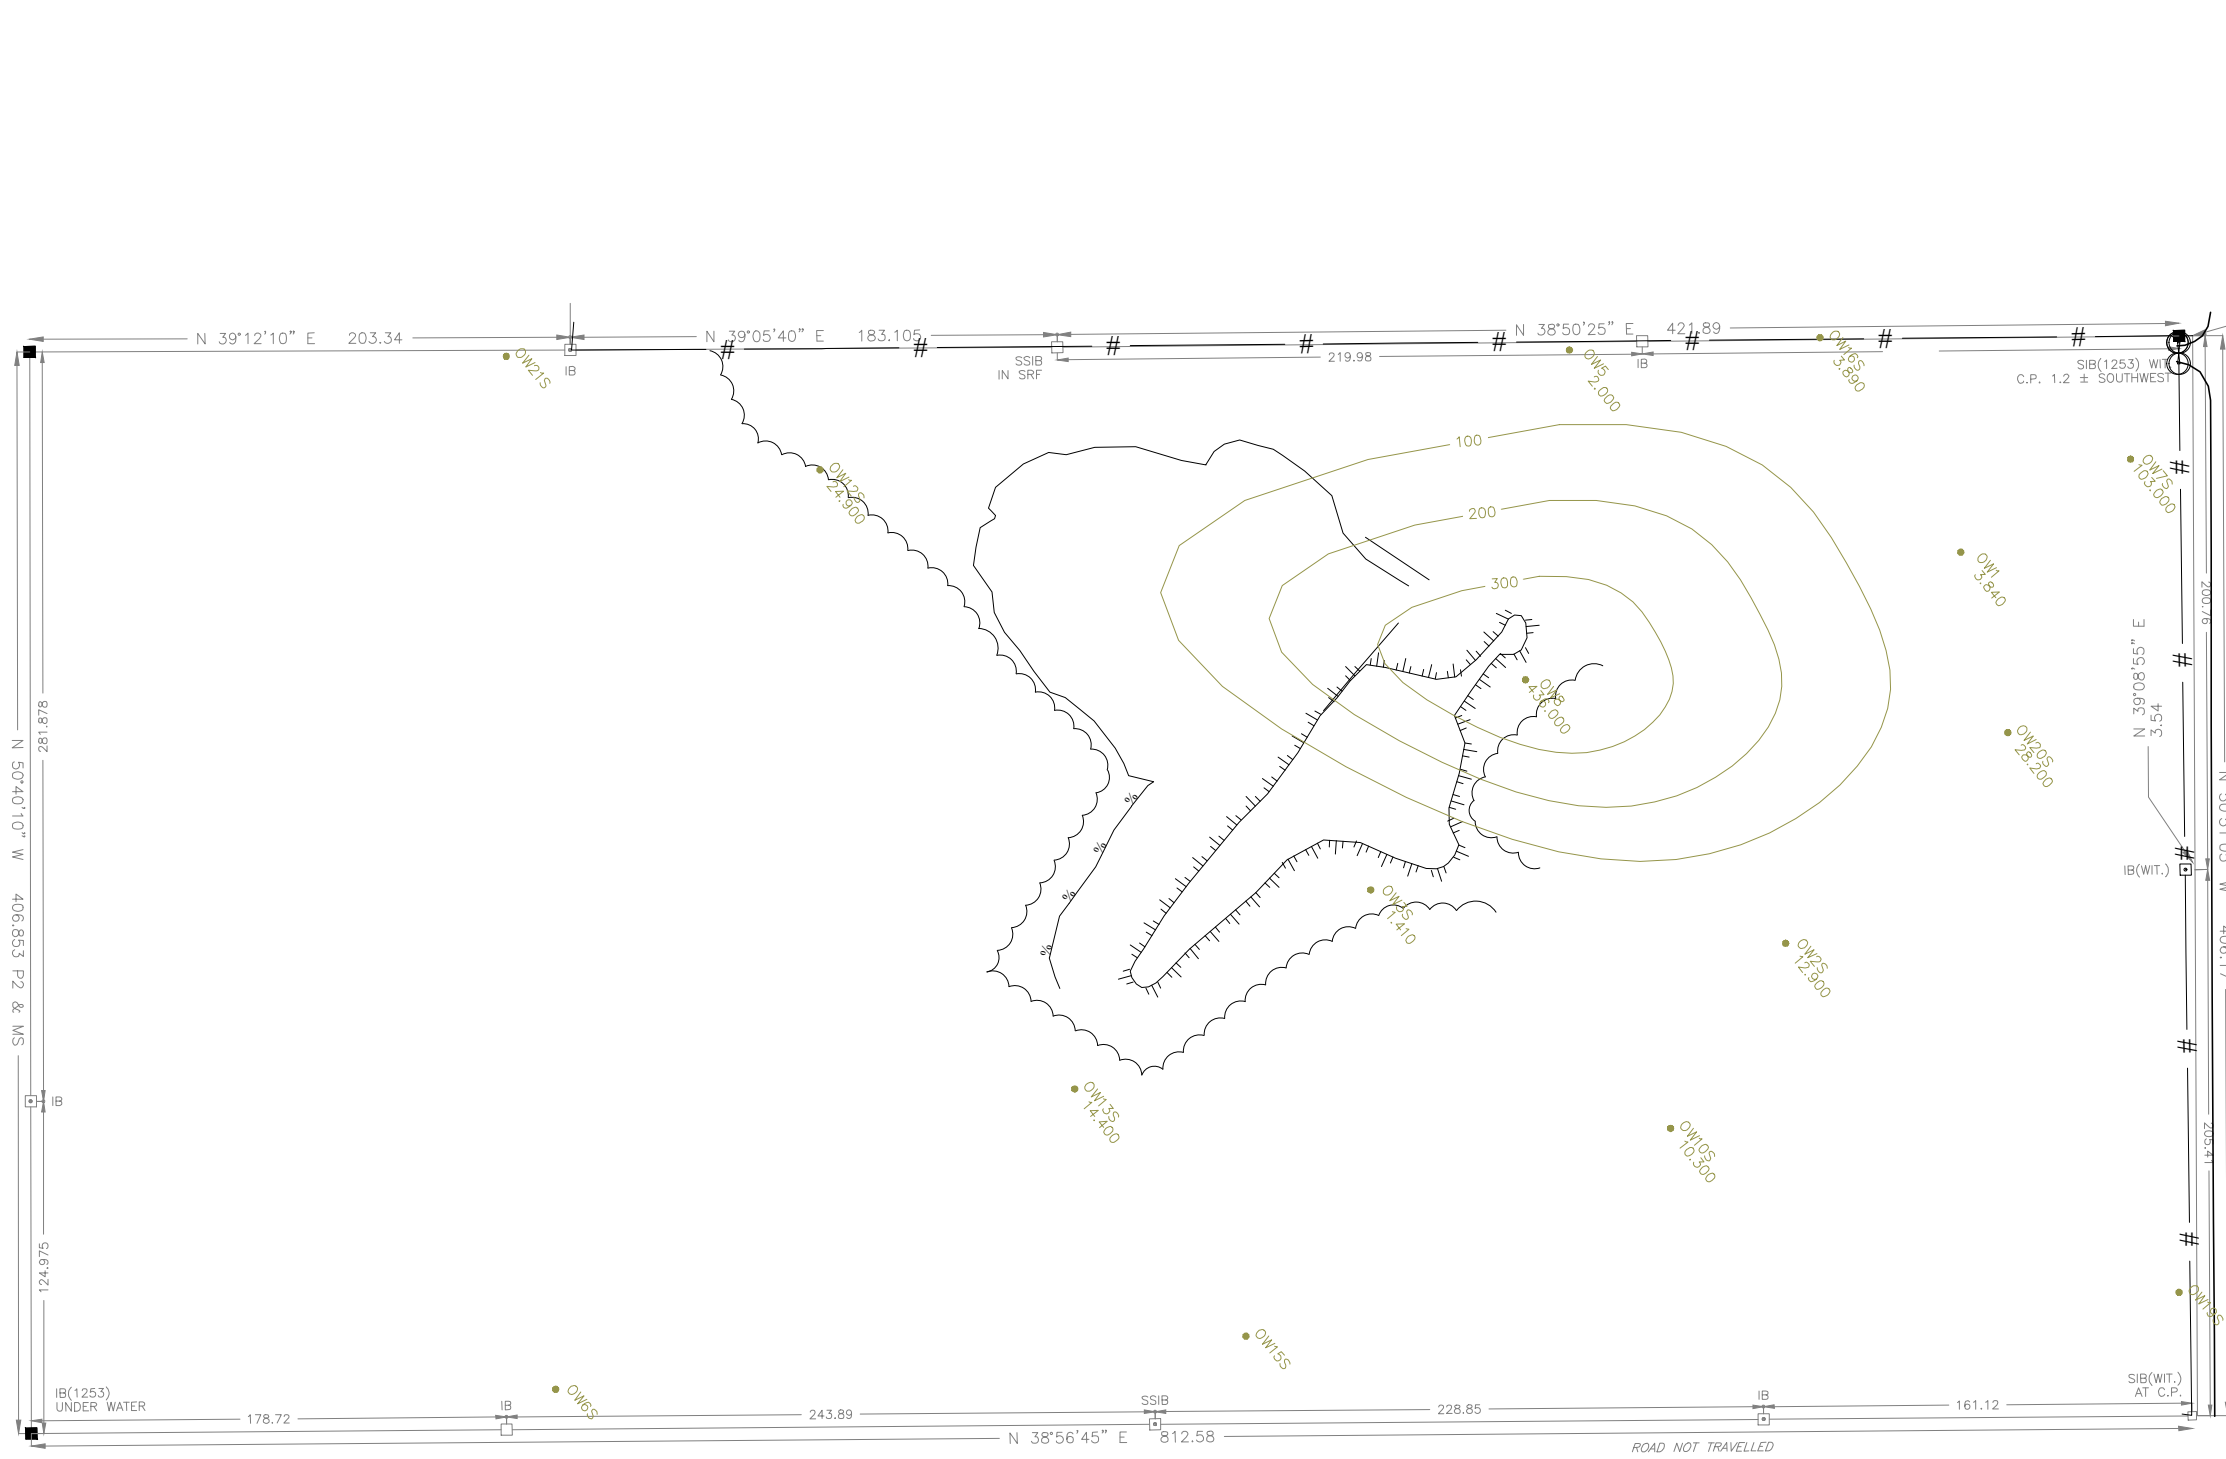 N 39°12'10" E 203.34
N 39°05'40" E 183.105
N 38°50'25" E 421.89
SSIB
IN SRF
219.98
IB
IB
SIB(1253) WIT
C.P. 1.2 ± SOUTHWEST
OW21S
OW5
2.000
OW16S
3.890
100
OW12S
24.900
OW7S
103.000
200
OW1
3.840
300
200.76
N 39°08'55" E
3.54
OW8
436.000
281.878
N 50°40'10" W 406.853 P2 & MS
OW20S
28.200
%
%
%
%
IB(WIT.)
OW3S
1.410
OW2S
12.900
IB
OW13S
14.400
OW10S
10.300
205.41
124.975
OW19S
OW15S
OW6S
IB(1253)
UNDER WATER
IB
SSIB
IB
SIB(WIT.)
AT C.P.
178.72
243.89
228.85
161.12
N 38°56'45" E 812.58
ROAD NOT TRAVELLED